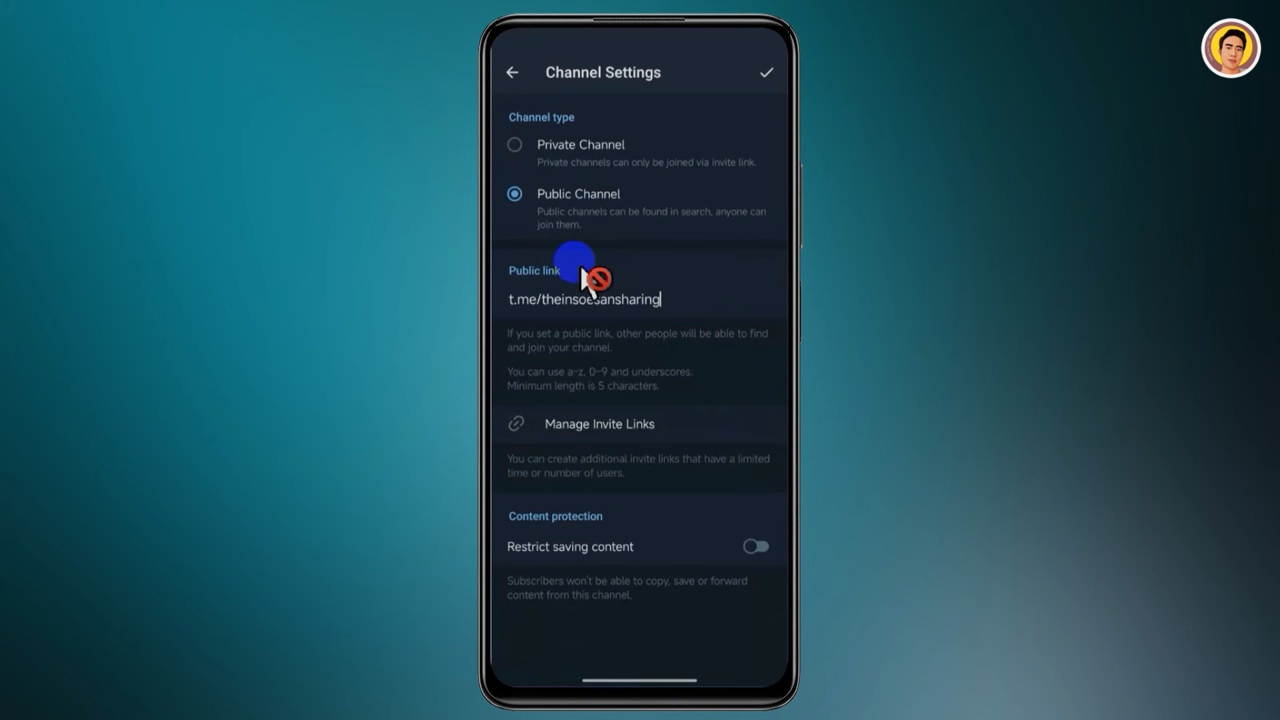 Channel Settings
Channel type
Private Channel
Private channels can only be joined via invite link.
Public Channel
Public channels can be found in search, anyone can
join them.
Public link
t.me/theinsoesansharing
If you set a public link, other people will be able to find
and join your channel.
You can use a–z, 0–9 and underscores.
Minimum length is 5 characters.
Manage Invite Links
You can create additional invite links that have a limited
time or number of users.
Content protection
Restrict saving content
Subscribers won't be able to copy, save or forward
content from this channel.